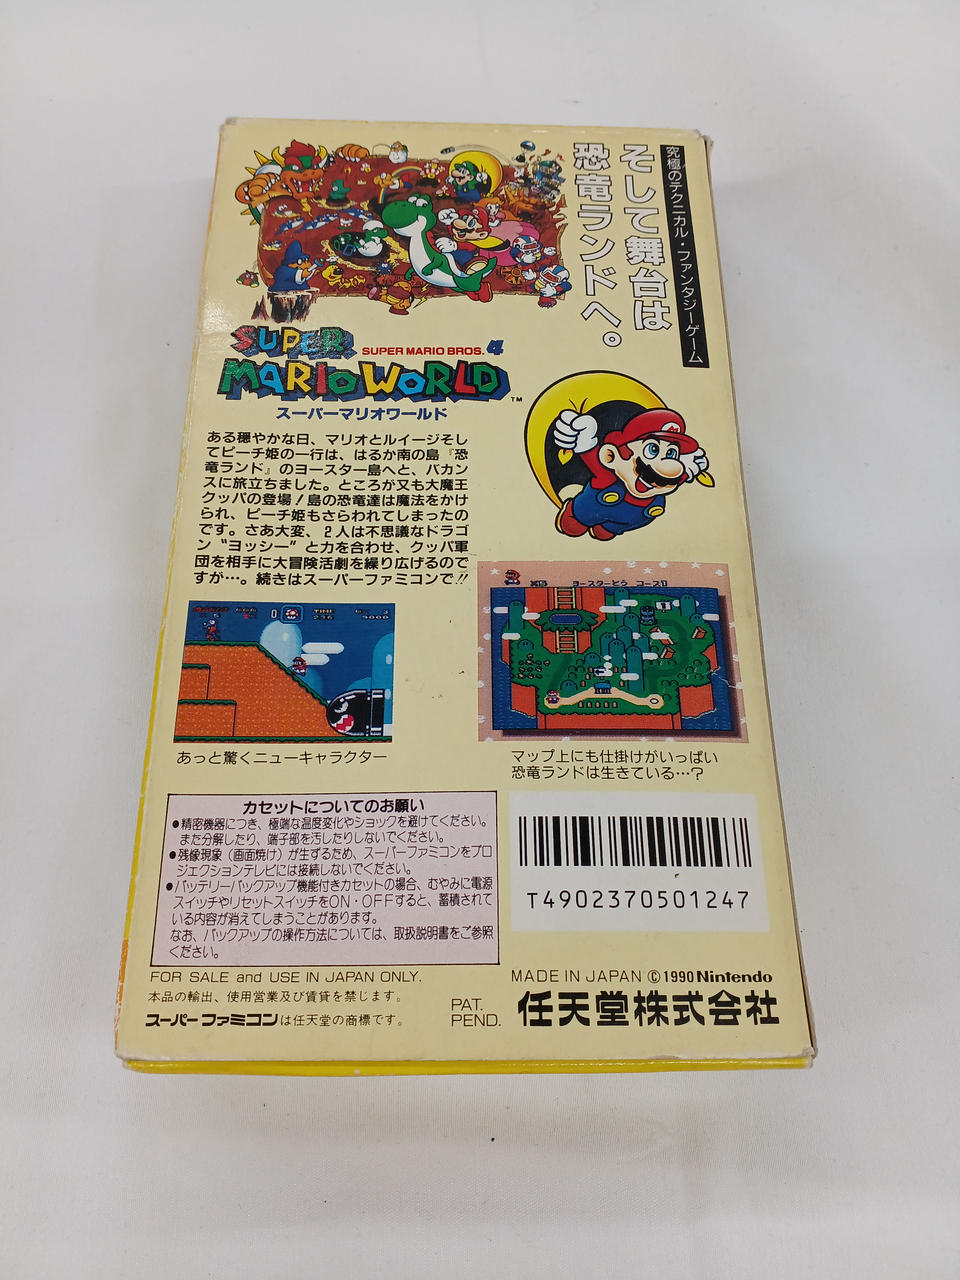 究極のテクニカル・ファンタジーゲーム
そして舞台は
恐竜ランドへ。
SUPER
SUPER MARIO BROS. 4
MARIO WORLD™
スーパーマリオワールド
ある穏やかな日、マリオとルイージそし
てピーチ姫の一行は、はるか南の島『恐
竜ランド』のヨースター島へと、バカン
スに旅立ちました。ところが又も大魔王
クッパの登場！島の恐竜達は魔法をかけ
られ、ピーチ姫もさらわれてしまったの
です。さあ大変、2人は不思議なドラゴ
ン“ヨッシー”と力を合わせ、クッパ軍
団を相手に大冒険活劇を繰り広げるので
すが…。続きはスーパーファミコンで!!
TIME
236
9000
ヨースターとう コース1
あっと驚くニューキャラクター
マップ上にも仕掛けがいっぱい
恐竜ランドは生きている…？
カセットについてのお願い
●精密機器につき、極端な温度変化やショックを避けてください。
また分解したり、端子部を汚したりしないでください。
●残像現象（画面焼け）が生ずるため、スーパーファミコンをプロ
ジェクションテレビには接続しないでください。
●バッテリーバックアップ機能付きカセットの場合、むやみに電源
スイッチやリセットスイッチをON・OFFすると、蓄積されて
いる内容が消えてしまうことがあります。
なお、バックアップの操作方法については、取扱説明書をご参照
ください。
T4902370501247
FOR SALE and USE IN JAPAN ONLY.
本品の輸出、使用営業及び賃貸を禁じます。
スーパーファミコンは任天堂の商標です。
PAT.
PEND.
MADE IN JAPAN ©1990 Nintendo
任天堂株式会社